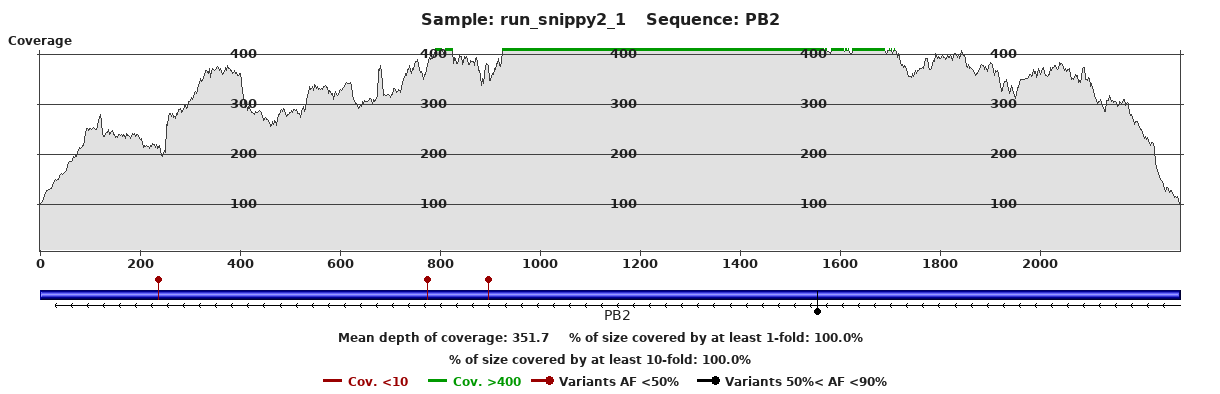 Sample: run_snippy2_1 Sequence: PB2
Coverage
400 400 400 400 400
300 300 300 300 300
200 200 200 200 200
100 100 100 100 100
0 200 400 600 800 1000 1200 1400 1600 1800 2000
PB2
Mean depth of coverage: 351.7 % of size covered by at least 1-fold: 100.0%
% of size covered by at least 10-fold: 100.0%
Cov. <10 Cov. >400 Variants AF <50% Variants 50%< AF <90%